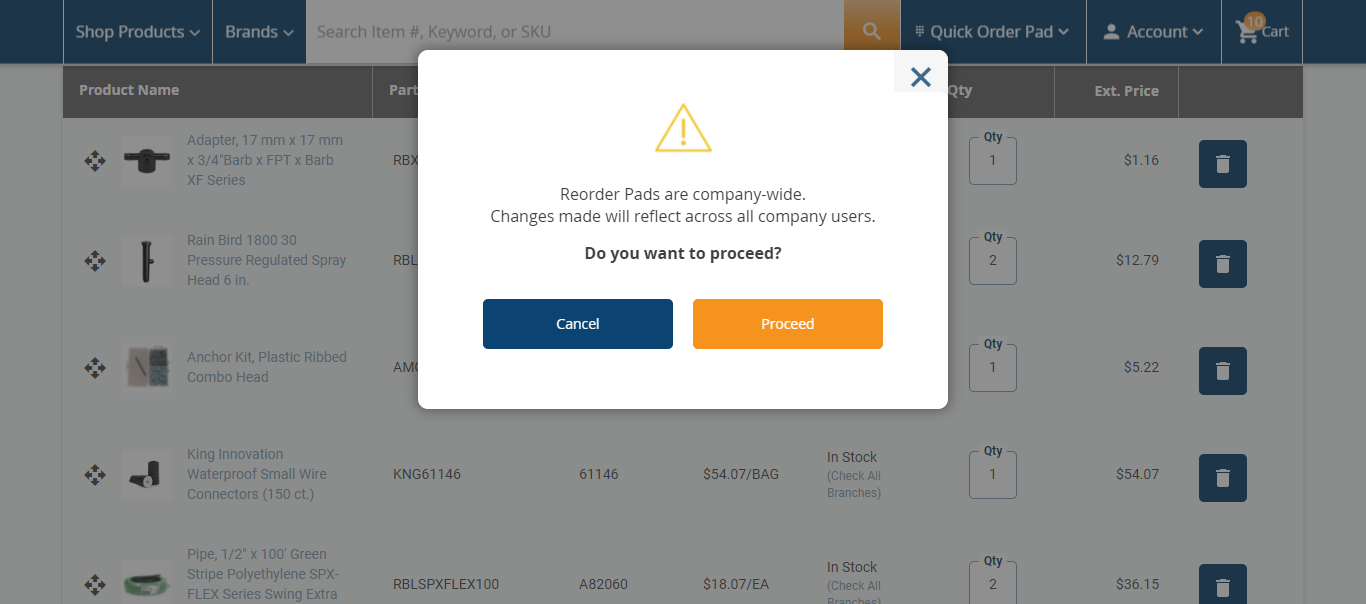 Shop Products
Brands
Search Item #, Keyword, or SKU
Quick Order Pad
Account
10
Cart
Product Name
Part
Qty
Ext. Price
Adapter, 17 mm x 17 mm
x 3/4"Barb x FPT x Barb
XF Series
RBX
Qty
1
$1.16
Rain Bird 1800 30
Pressure Regulated Spray
Head 6 in.
RBL
Qty
2
$12.79
Anchor Kit, Plastic Ribbed
Combo Head
AMC
Qty
1
$5.22
Reorder Pads are company-wide.
Changes made will reflect across all company users.
Do you want to proceed?
Cancel
Proceed
King Innovation
Waterproof Small Wire
Connectors (150 ct.)
KNG61146
61146
$54.07/BAG
In Stock
(Check All
Branches)
Qty
1
$54.07
Pipe, 1/2" x 100' Green
Stripe Polyethylene SPX-
FLEX Series Swing Extra
RBLSPXFLEX100
A82060
$18.07/EA
In Stock
(Check All
Branches)
Qty
2
$36.15